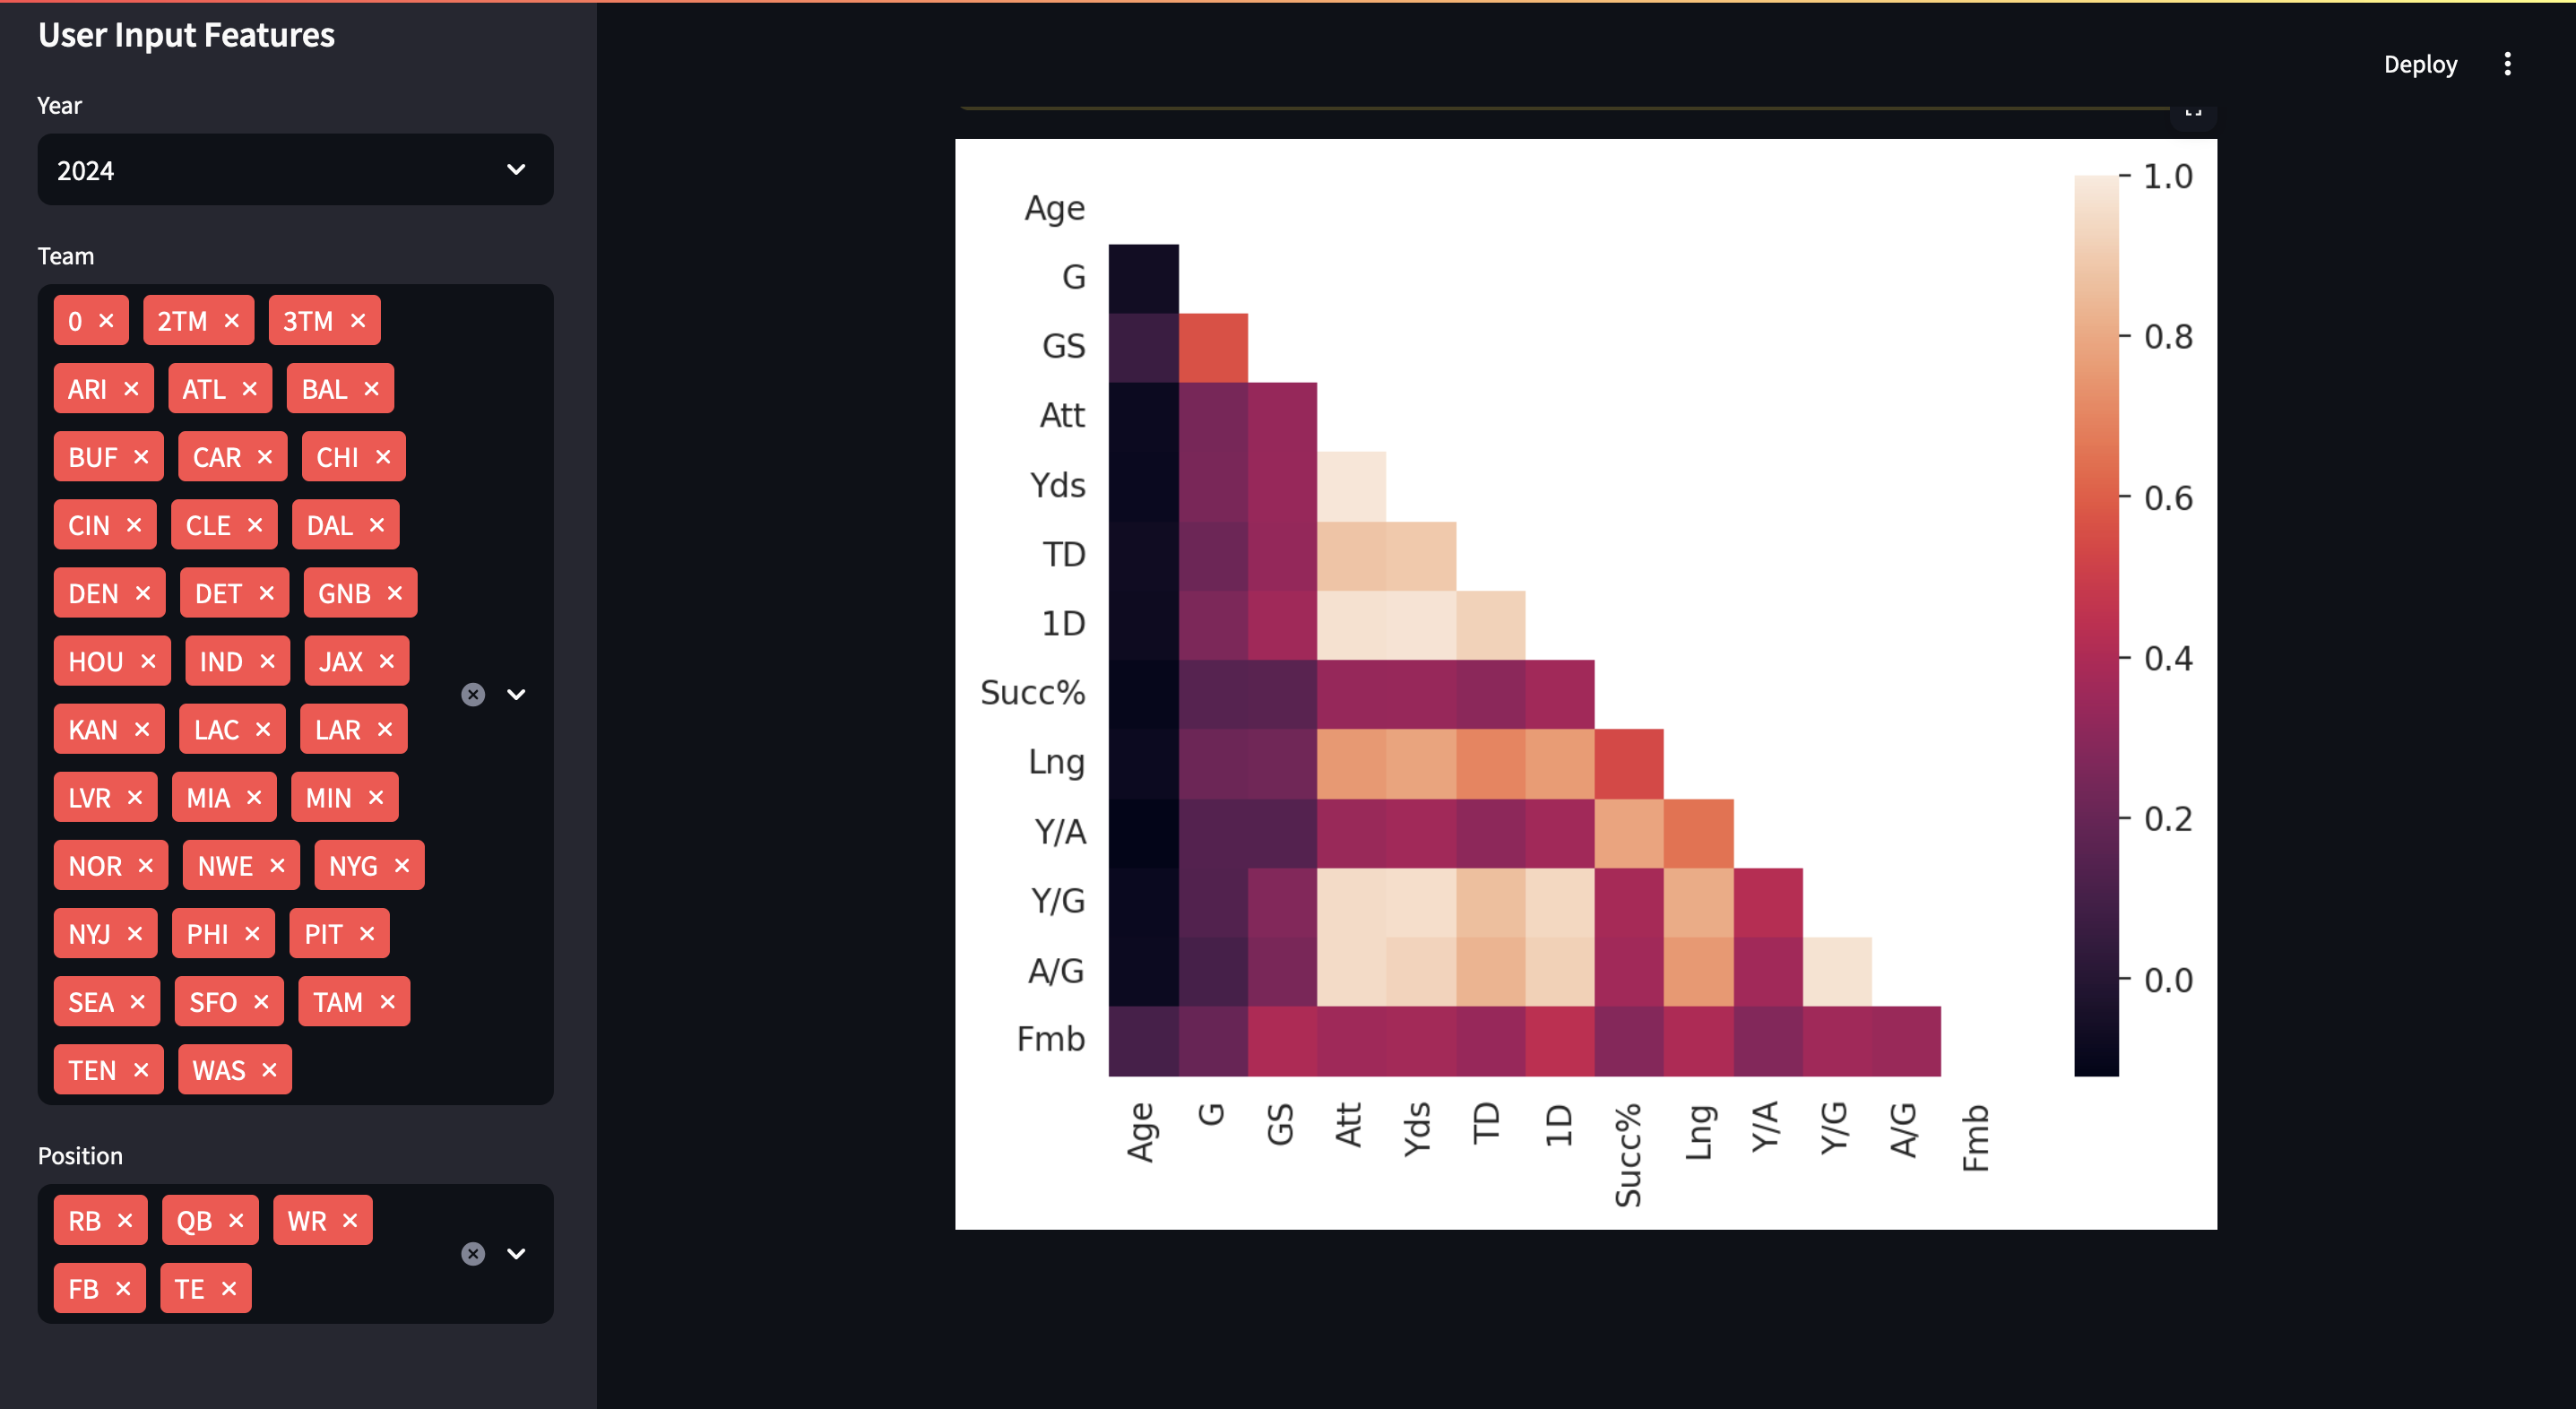 User Input Features
Deploy
Year
2024
Team
0 2TM 3TM
ARI ATL BAL
BUF CAR CHI
CIN CLE DAL
DEN DET GNB
HOU IND JAX
KAN LAC LAR
LVR MIA MIN
NOR NWE NYG
NYJ PHI PIT
SEA SFO TAM
TEN WAS
Position
RB QB WR
FB TE
Age
G
GS
Att
Yds
TD
1D
Succ%
Lng
Y/A
Y/G
A/G
Fmb
Age G GS Att Yds TD 1D Succ% Lng Y/A Y/G A/G Fmb
1.0
0.8
0.6
0.4
0.2
0.0